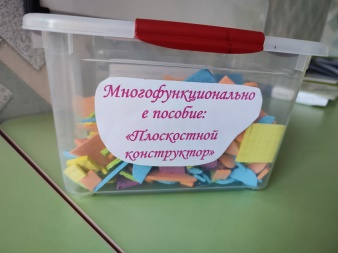 Многофункционально
е пособие:
«Плоскостной
конструктор»